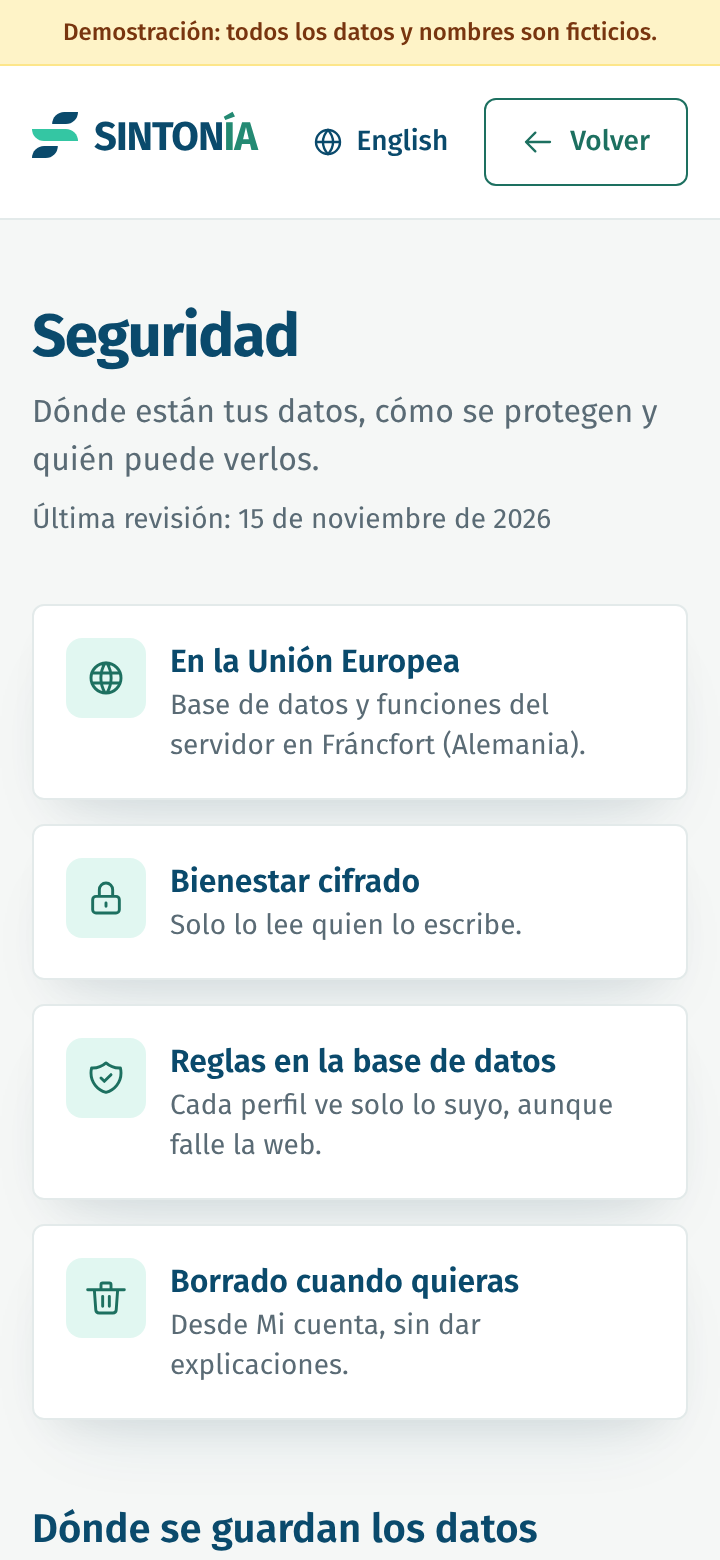 Demostración: todos los datos y nombres son ficticios.
SINTONÍA
English
Volver
Seguridad
Dónde están tus datos, cómo se protegen y
quién puede verlos.
Última revisión: 15 de noviembre de 2026
En la Unión Europea
Base de datos y funciones del
servidor en Fráncfort (Alemania).
Bienestar cifrado
Solo lo lee quien lo escribe.
Reglas en la base de datos
Cada perfil ve solo lo suyo, aunque
falle la web.
Borrado cuando quieras
Desde Mi cuenta, sin dar
explicaciones.
Dónde se guardan los datos